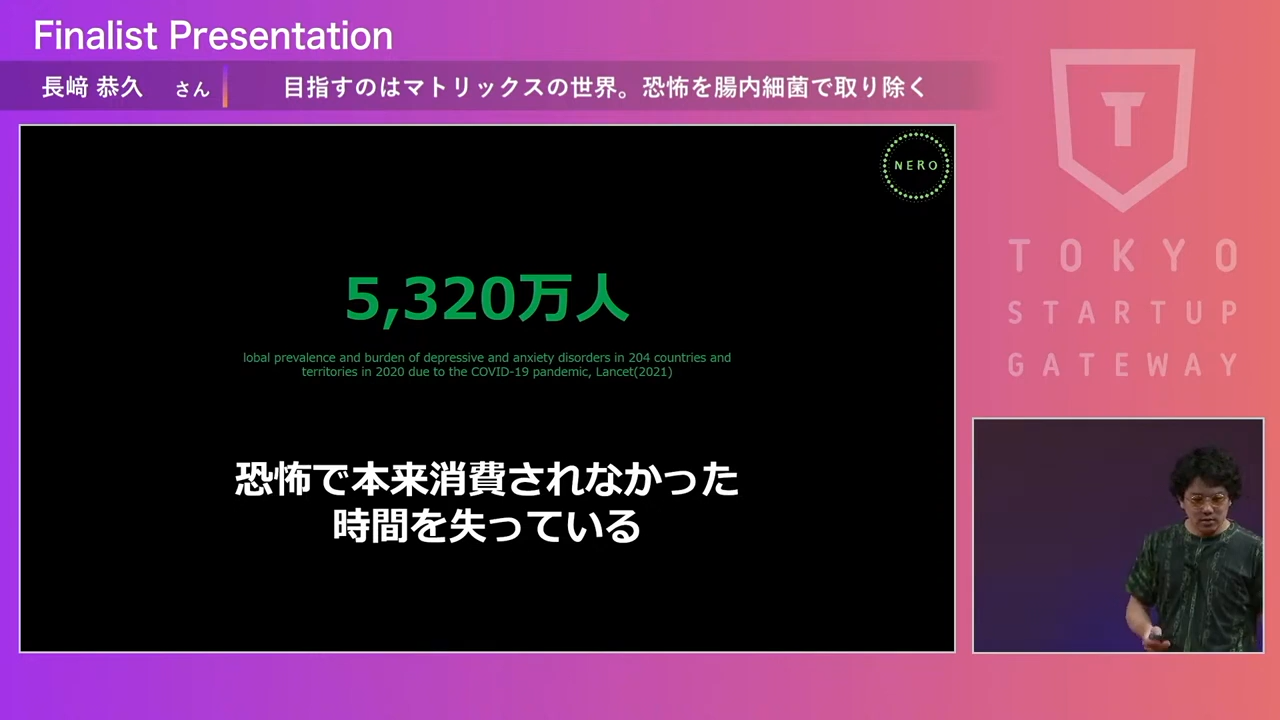 Finalist Presentation
長﨑 恭久 さん
目指すのはマトリックスの世界。恐怖を腸内細菌で取り除く
NERO
5,320万人
lobal prevalence and burden of depressive and anxiety disorders in 204 countries and
territories in 2020 due to the COVID-19 pandemic, Lancet(2021)
恐怖で本来消費されなかった
時間を失っている
T
TOKYO
STARTUP
GATEWAY